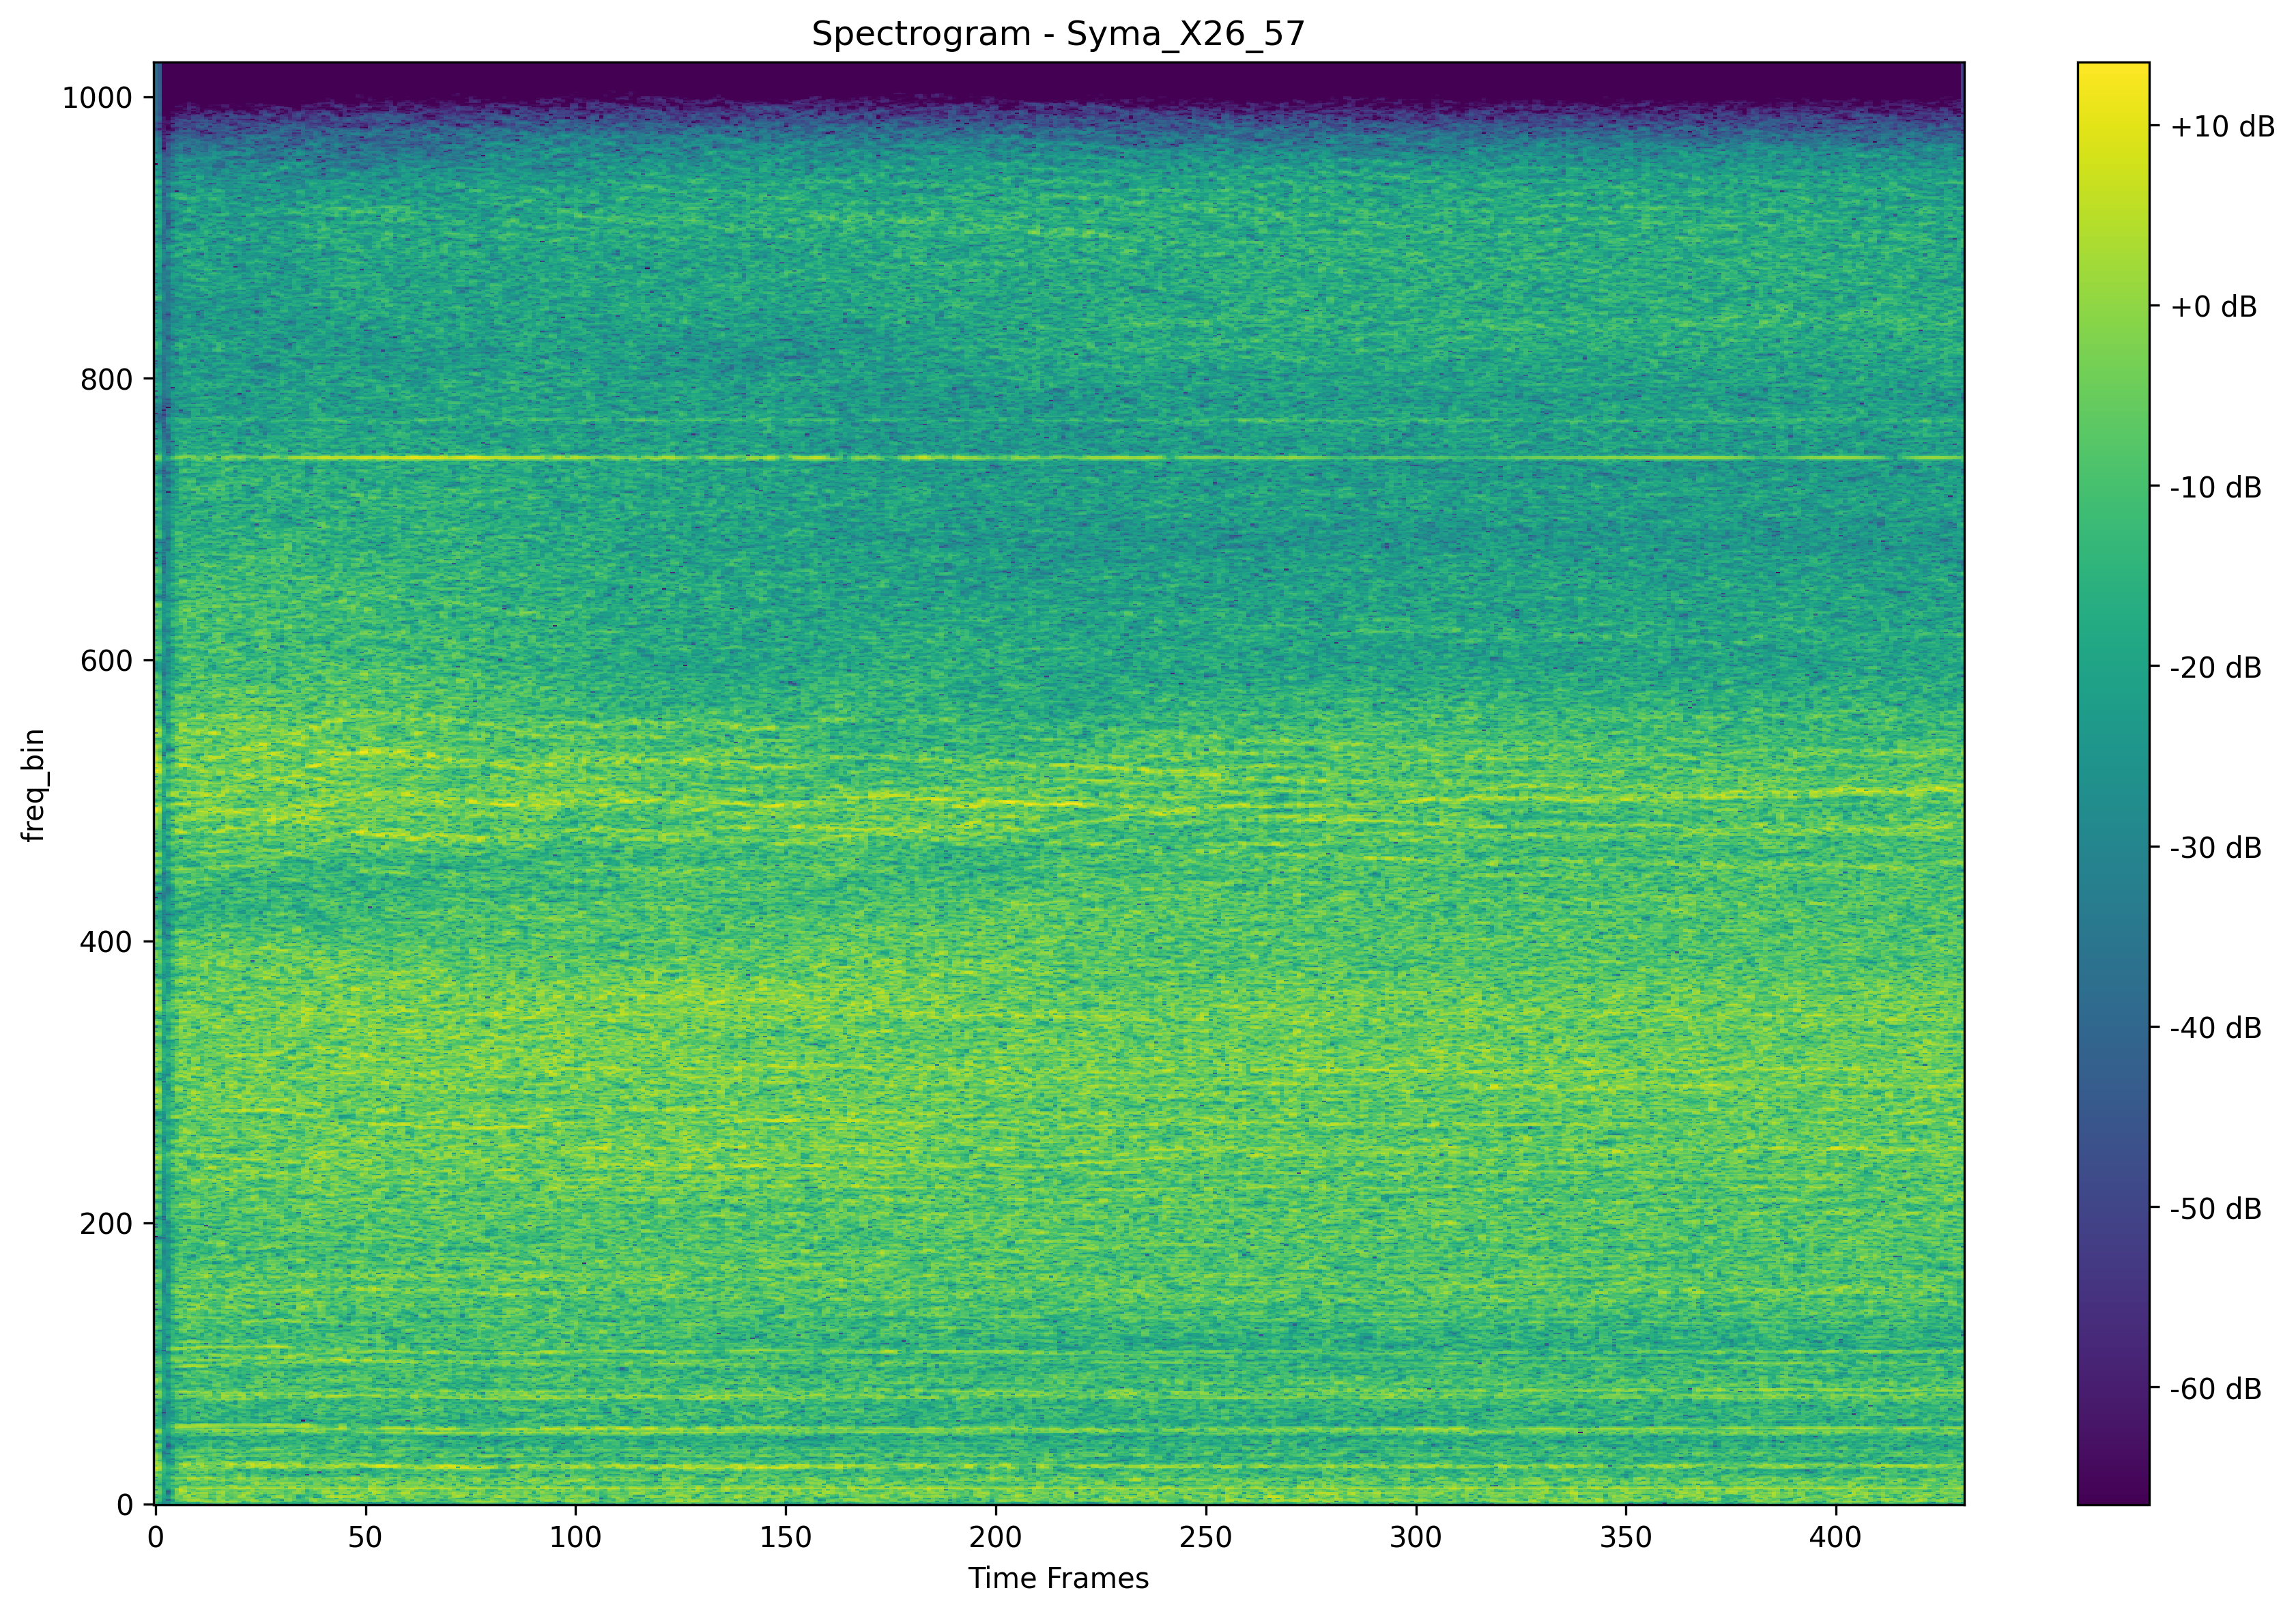 Spectrogram - Syma_X26_57
freq_bin
1000
800
600
400
200
0
0 50 100 150 200 250 300 350 400
Time Frames
+10 dB
+0 dB
-10 dB
-20 dB
-30 dB
-40 dB
-50 dB
-60 dB